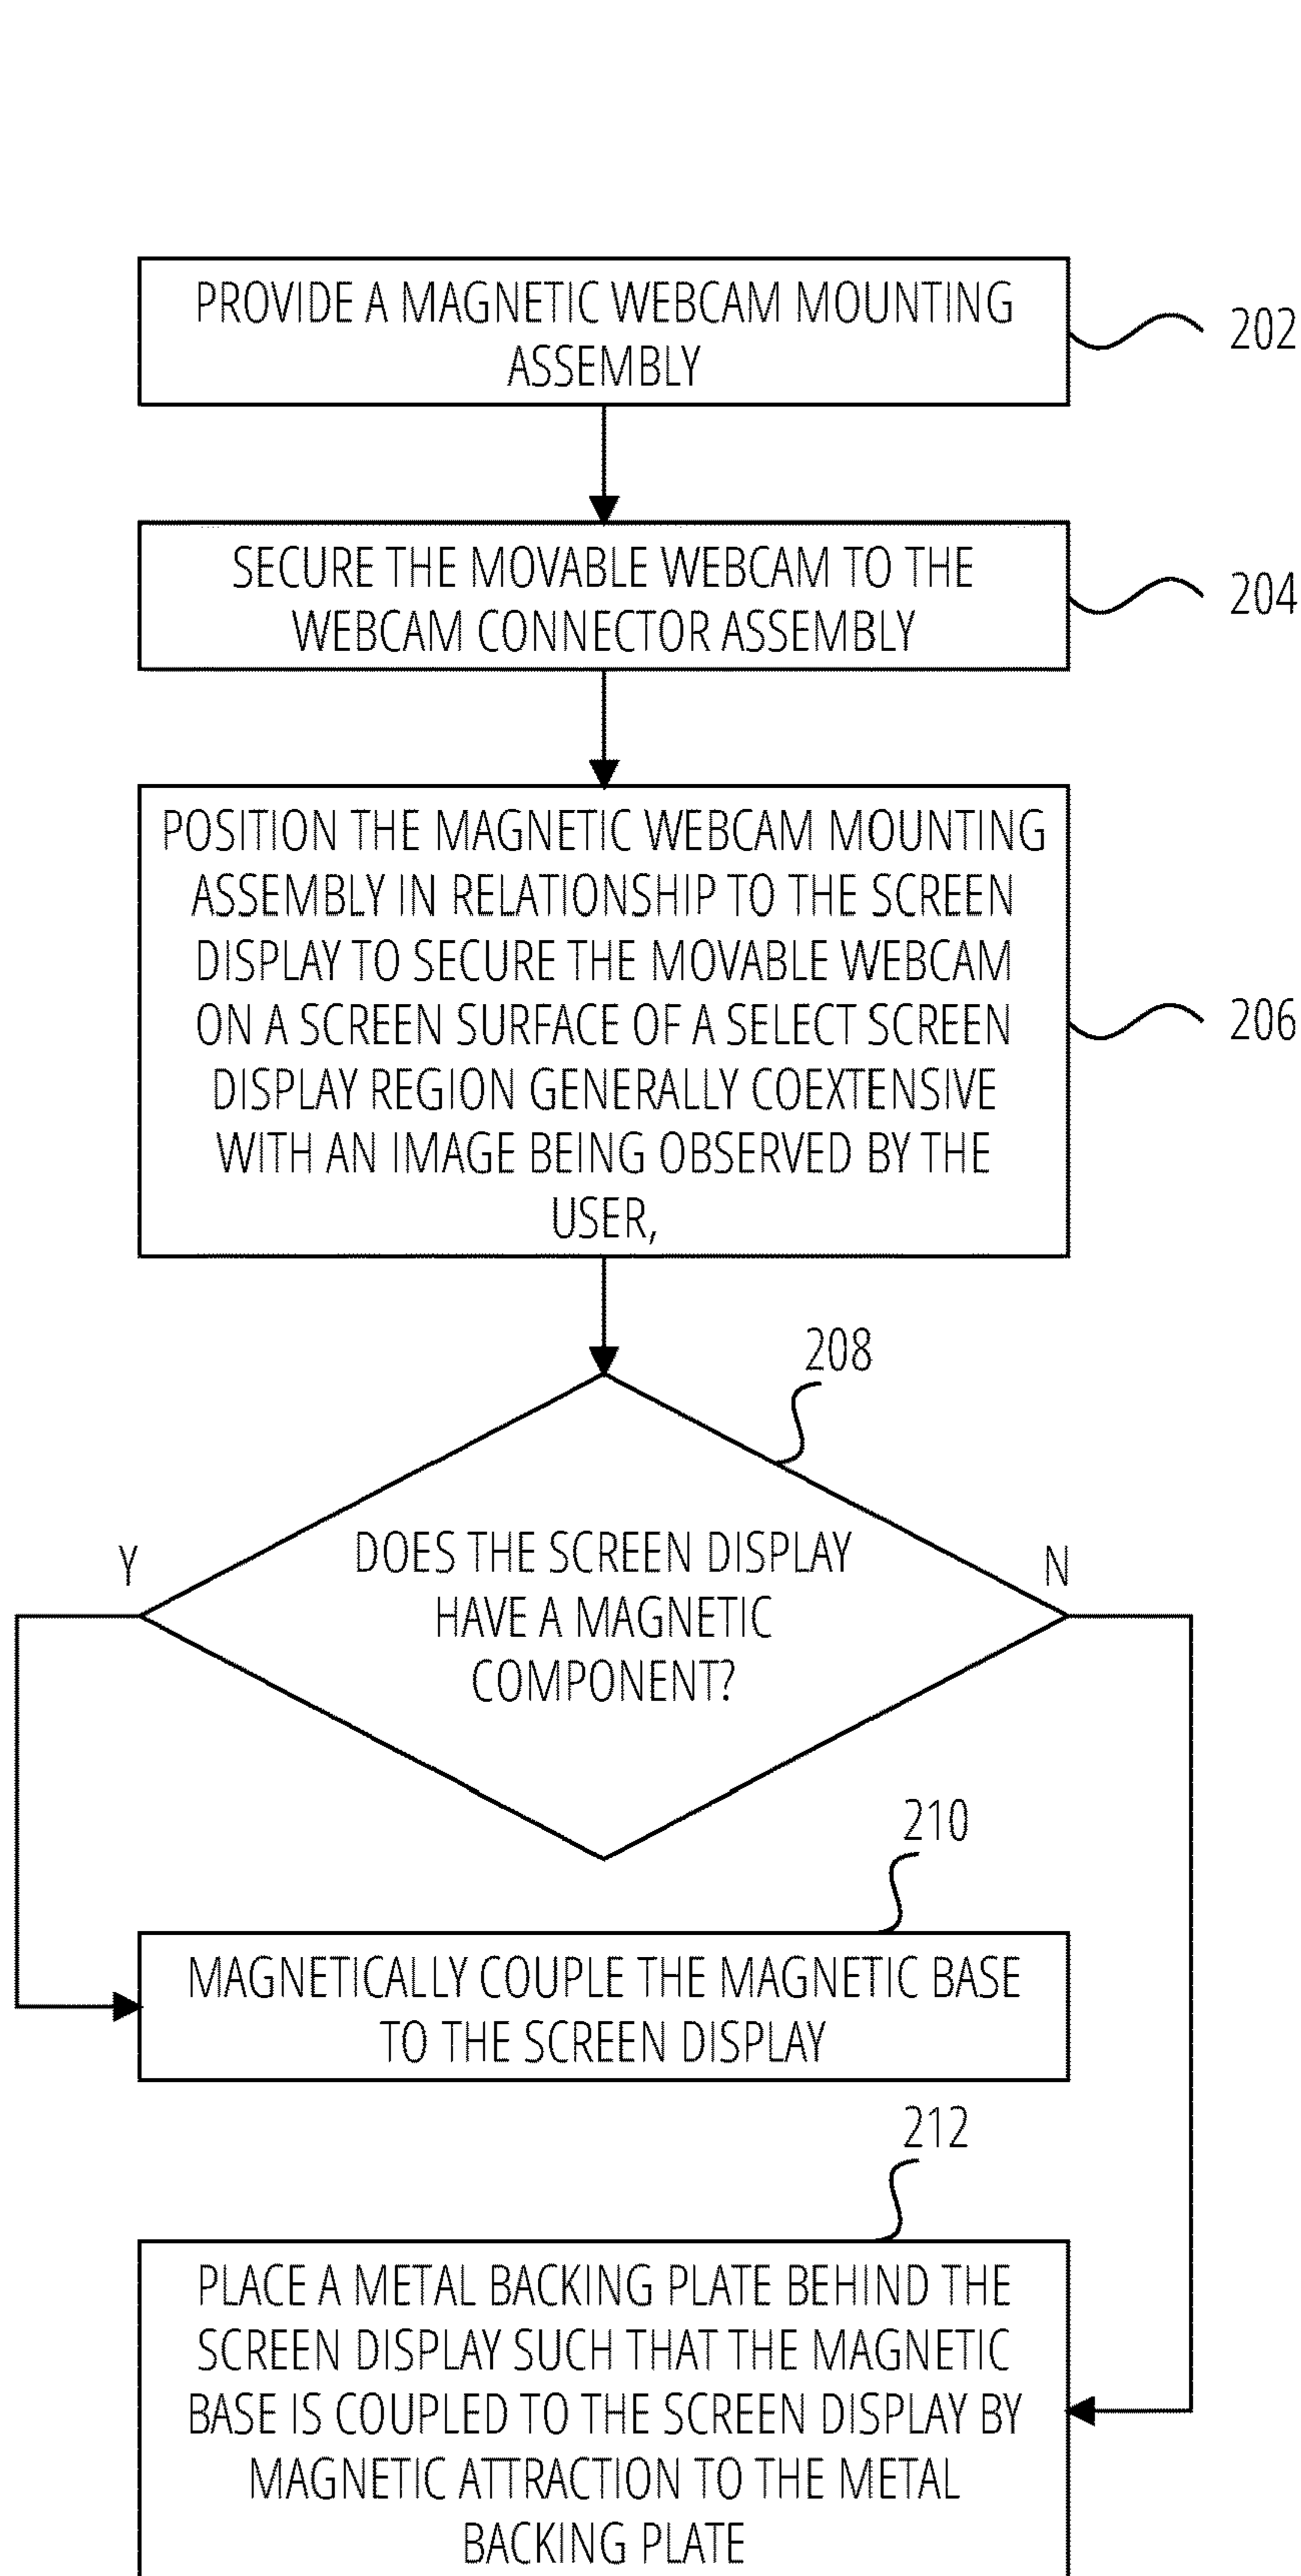 PROVIDE A MAGNETIC WEBCAM MOUNTING
ASSEMBLY
202
SECURE THE MOVABLE WEBCAM TO THE
WEBCAM CONNECTOR ASSEMBLY
204
POSITION THE MAGNETIC WEBCAM MOUNTING
ASSEMBLY IN RELATIONSHIP TO THE SCREEN
DISPLAY TO SECURE THE MOVABLE WEBCAM
ON A SCREEN SURFACE OF A SELECT SCREEN
DISPLAY REGION GENERALLY COEXTENSIVE
WITH AN IMAGE BEING OBSERVED BY THE
USER,
206
208
DOES THE SCREEN DISPLAY
HAVE A MAGNETIC
COMPONENT?
Y
N
210
MAGNETICALLY COUPLE THE MAGNETIC BASE
TO THE SCREEN DISPLAY
212
PLACE A METAL BACKING PLATE BEHIND THE
SCREEN DISPLAY SUCH THAT THE MAGNETIC
BASE IS COUPLED TO THE SCREEN DISPLAY BY
MAGNETIC ATTRACTION TO THE METAL
BACKING PLATE